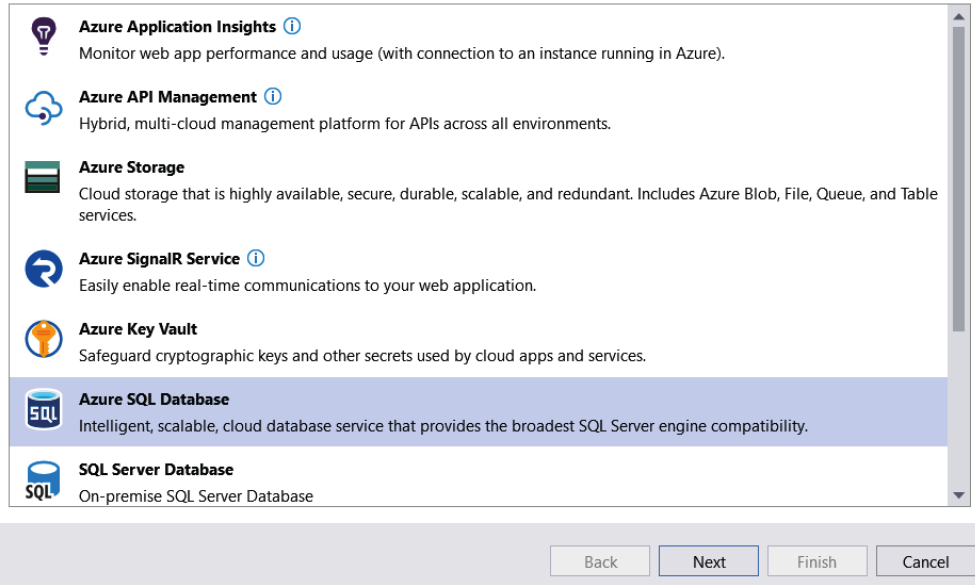 Azure Application Insights
Monitor web app performance and usage (with connection to an instance running in Azure).
Azure API Management
Hybrid, multi-cloud management platform for APIs across all environments.
Azure Storage
Cloud storage that is highly available, secure, durable, scalable, and redundant. Includes Azure Blob, File, Queue, and Table
services.
Azure SignalR Service
Easily enable real-time communications to your web application.
Azure Key Vault
Safeguard cryptographic keys and other secrets used by cloud apps and services.
SQL
Azure SQL Database
Intelligent, scalable, cloud database service that provides the broadest SQL Server engine compatibility.
SQL
SQL Server Database
On-premise SQL Server Database
Back Next Finish Cancel